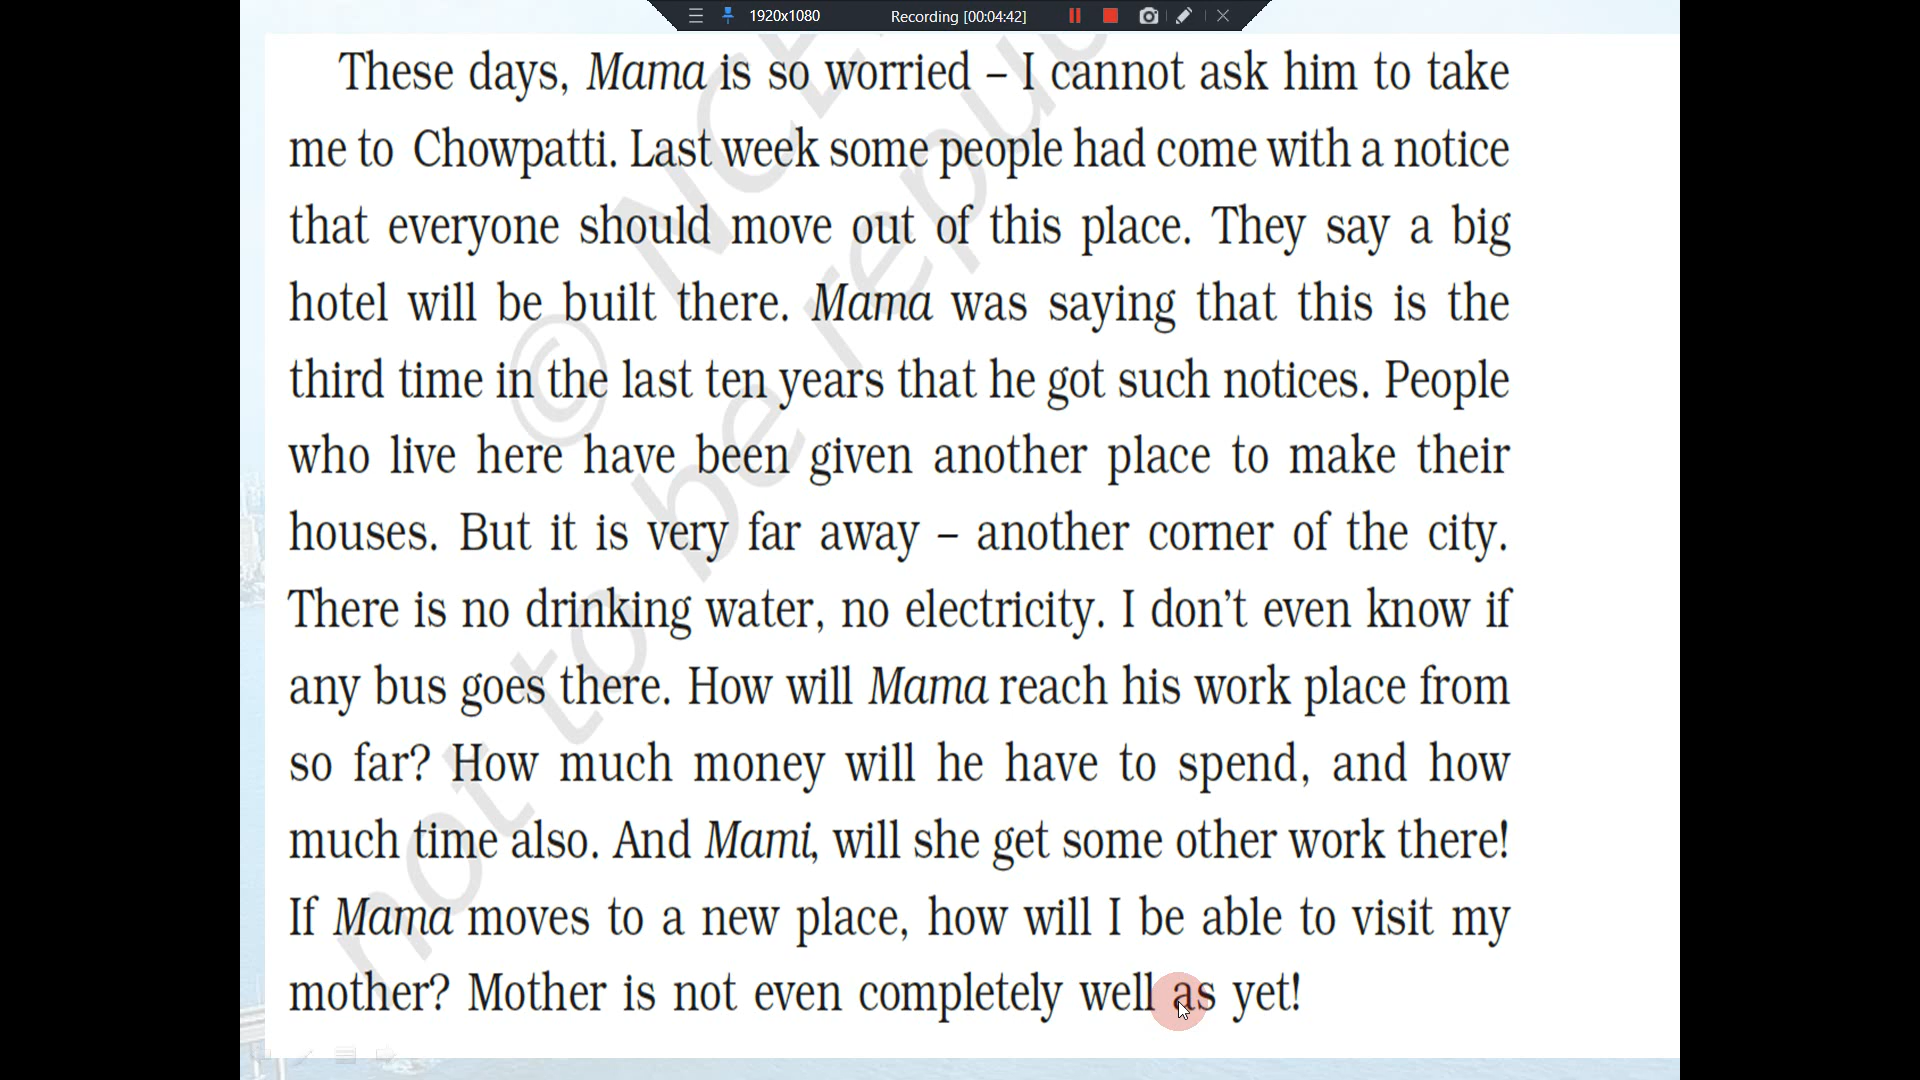 1920x1080 Recording [00:04:42]
These days, Mama is so worried – I cannot ask him to take
me to Chowpatti. Last week some people had come with a notice
that everyone should move out of this place. They say a big
hotel will be built there. Mama was saying that this is the
third time in the last ten years that he got such notices. People
who live here have been given another place to make their
houses. But it is very far away – another corner of the city.
There is no drinking water, no electricity. I don’t even know if
any bus goes there. How will Mama reach his work place from
so far? How much money will he have to spend, and how
much time also. And Mami, will she get some other work there!
If Mama moves to a new place, how will I be able to visit my
mother? Mother is not even completely well as yet!
©
not to be